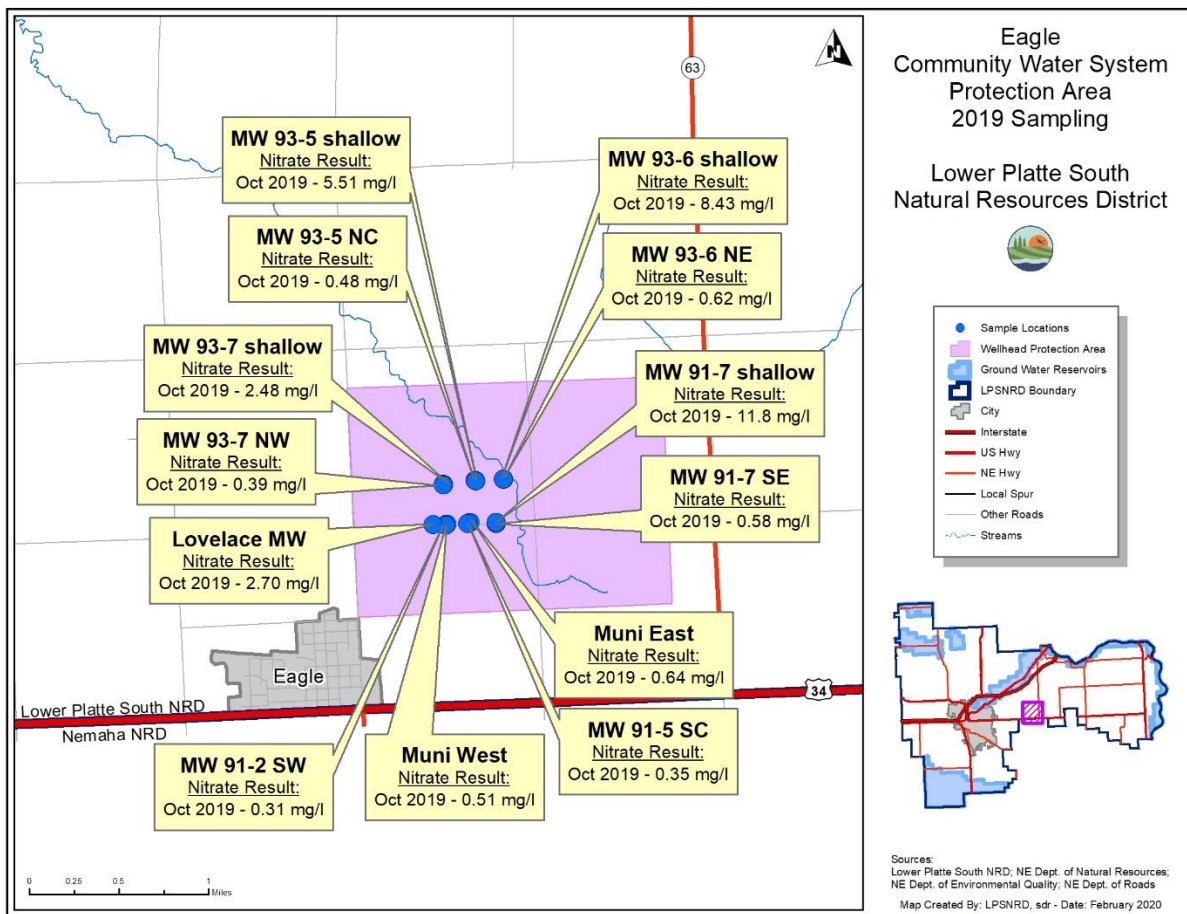 Eagle
Community Water System
Protection Area
2019 Sampling
Lower Platte South
Natural Resources District
N
63
MW 93-5 shallow
Nitrate Result:
Oct 2019 - 5.51 mg/l
MW 93-6 shallow
Nitrate Result:
Oct 2019 - 8.43 mg/l
MW 93-5 NC
Nitrate Result:
Oct 2019 - 0.48 mg/l
MW 93-6 NE
Nitrate Result:
Oct 2019 - 0.62 mg/l
MW 93-7 shallow
Nitrate Result:
Oct 2019 - 2.48 mg/l
MW 91-7 shallow
Nitrate Result:
Oct 2019 - 11.8 mg/l
MW 93-7 NW
Nitrate Result:
Oct 2019 - 0.39 mg/l
MW 91-7 SE
Nitrate Result:
Oct 2019 - 0.58 mg/l
Lovelace MW
Nitrate Result:
Oct 2019 - 2.70 mg/l
Muni East
Nitrate Result:
Oct 2019 - 0.64 mg/l
Eagle
34
Lower Platte South NRD
Nemaha NRD
MW 91-2 SW
Nitrate Result:
Oct 2019 - 0.31 mg/l
Muni West
Nitrate Result:
Oct 2019 - 0.51 mg/l
MW 91-5 SC
Nitrate Result:
Oct 2019 - 0.35 mg/l
0 0.25 0.5 1
Miles
Sample Locations
Wellhead Protection Area
Ground Water Reservoirs
LPSNRD Boundary
City
Interstate
US Hwy
NE Hwy
Local Spur
Other Roads
Streams
Sources:
Lower Platte South NRD; NE Dept. of Natural Resources;
NE Dept. of Environmental Quality; NE Dept. of Roads
Map Created By: LPSNRD, sdr - Date: February 2020